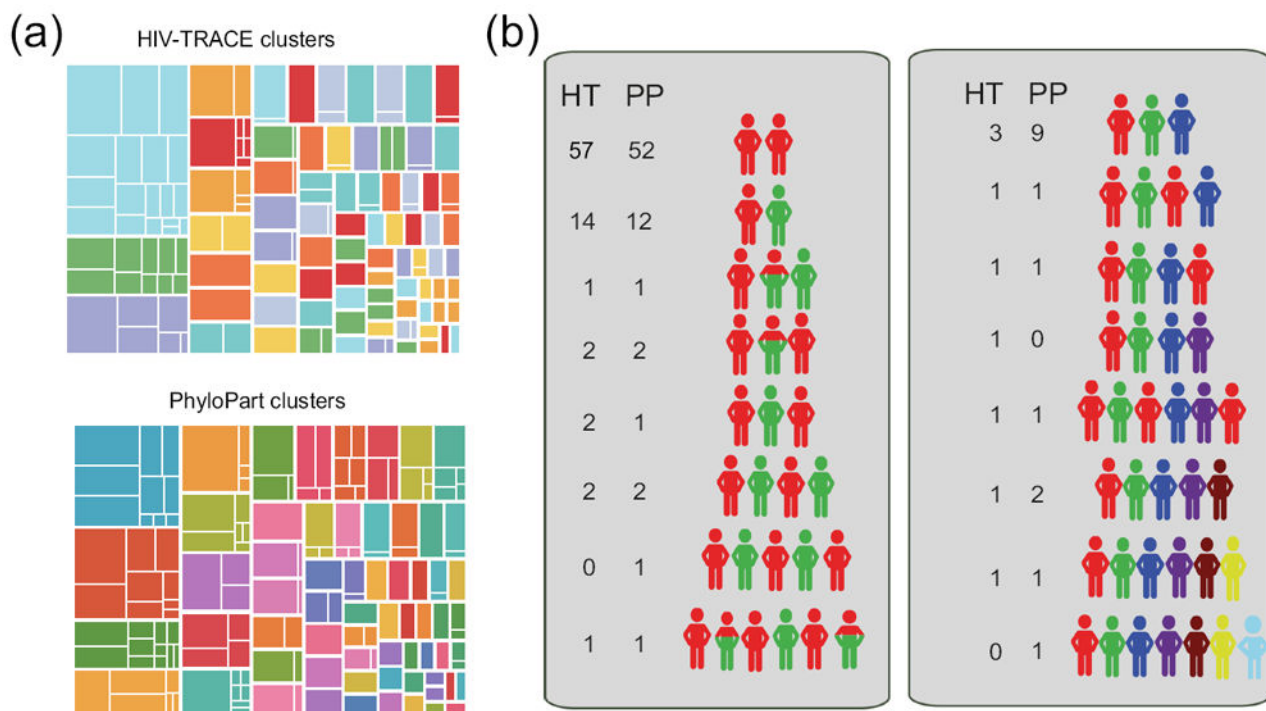 (a)
HIV-TRACE clusters
PhyloPart clusters
(b)
HT PP
57 52
14 12
1 1
2 2
2 1
2 2
0 1
1 1
HT PP
3 9
1 1
1 1
1 0
1 1
1 2
1 1
0 1